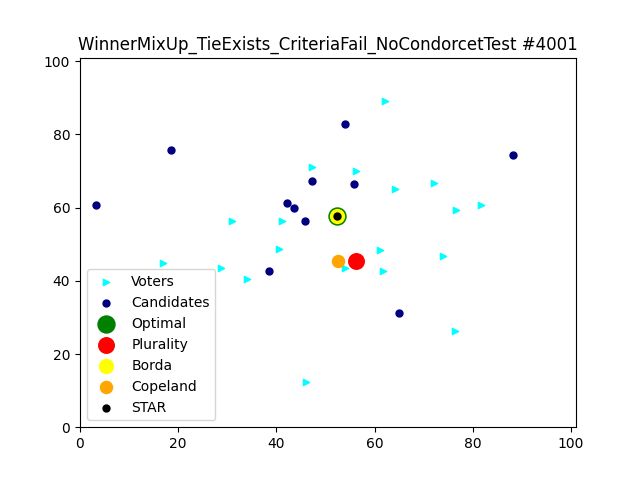 WinnerMixUp_TieExists_CriteriaFail_NoCondorcetTest #4001
100
80
60
40
20
0
Voters
Candidates
Optimal
Plurality
Borda
Copeland
STAR
0 20 40 60 80 100